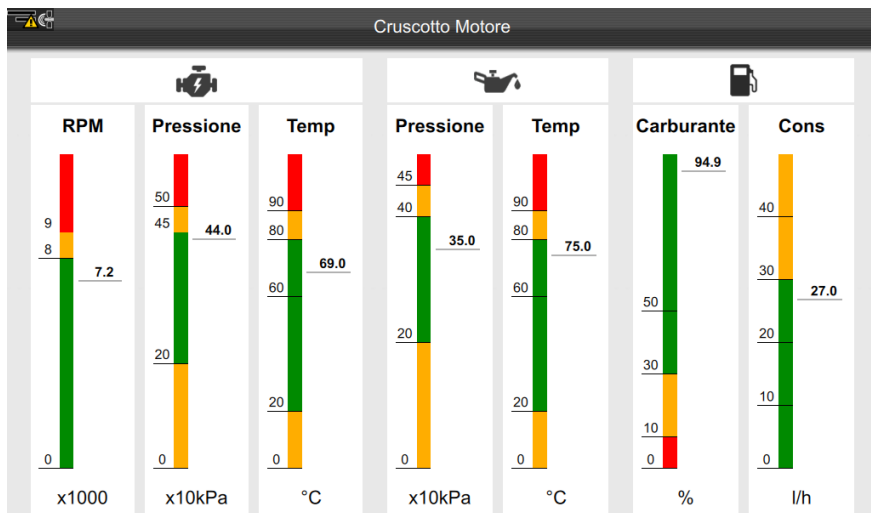 Cruscotto Motore
RPM
9
8
7.2
0
x1000
Pressione
50
45
44.0
20
0
x10kPa
Temp
90
80
69.0
60
20
0
°C
Pressione
45
40
35.0
20
0
x10kPa
Temp
90
80
75.0
60
20
0
°C
Carburante
94.9
50
30
10
0
%
Cons
40
30
27.0
20
10
0
l/h